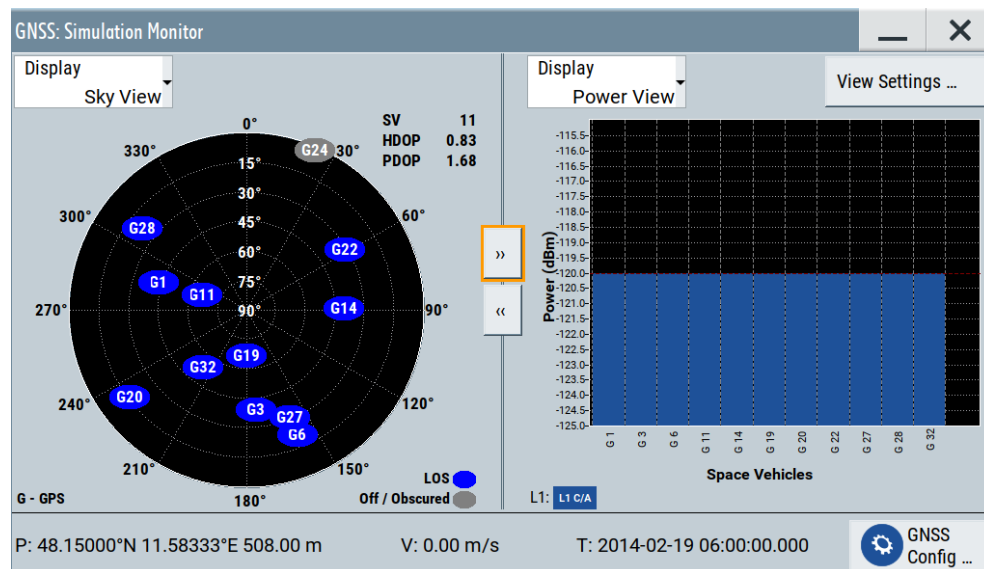 GNSS: Simulation Monitor
Display
Sky View
SV 11
HDOP 0.83
PDOP 1.68
0°
30°
60°
90°
120°
150°
180°
210°
240°
270°
300°
330°
15°
30°
45°
60°
75°
90°
G24
G28
G22
G1
G11
G14
G19
G32
G20
G3
G27
G6
LOS
Off / Obscured
G - GPS
››
‹‹
Display
Power View
View Settings ...
Power (dBm)
-115.5
-116.0
-116.5
-117.0
-117.5
-118.0
-118.5
-119.0
-119.5
-120.0
-120.5
-121.0
-121.5
-122.0
-122.5
-123.0
-123.5
-124.0
-124.5
-125.0
G 1
G 3
G 6
G 11
G 14
G 19
G 20
G 22
G 27
G 28
G 32
Space Vehicles
L1: L1 C/A
P: 48.15000°N 11.58333°E 508.00 m
V: 0.00 m/s
T: 2014-02-19 06:00:00.000
GNSS
Config ...